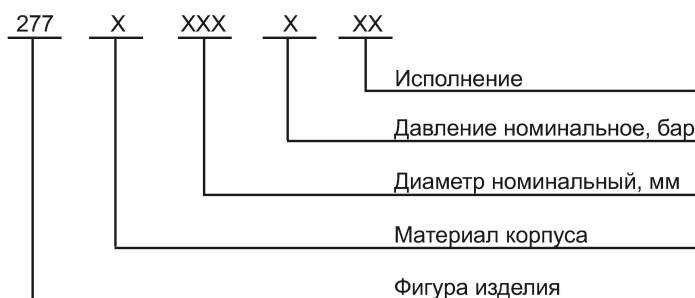 277 X XXX X XX
Исполнение
Давление номинальное, бар
Диаметр номинальный, мм
Материал корпуса
Фигура изделия